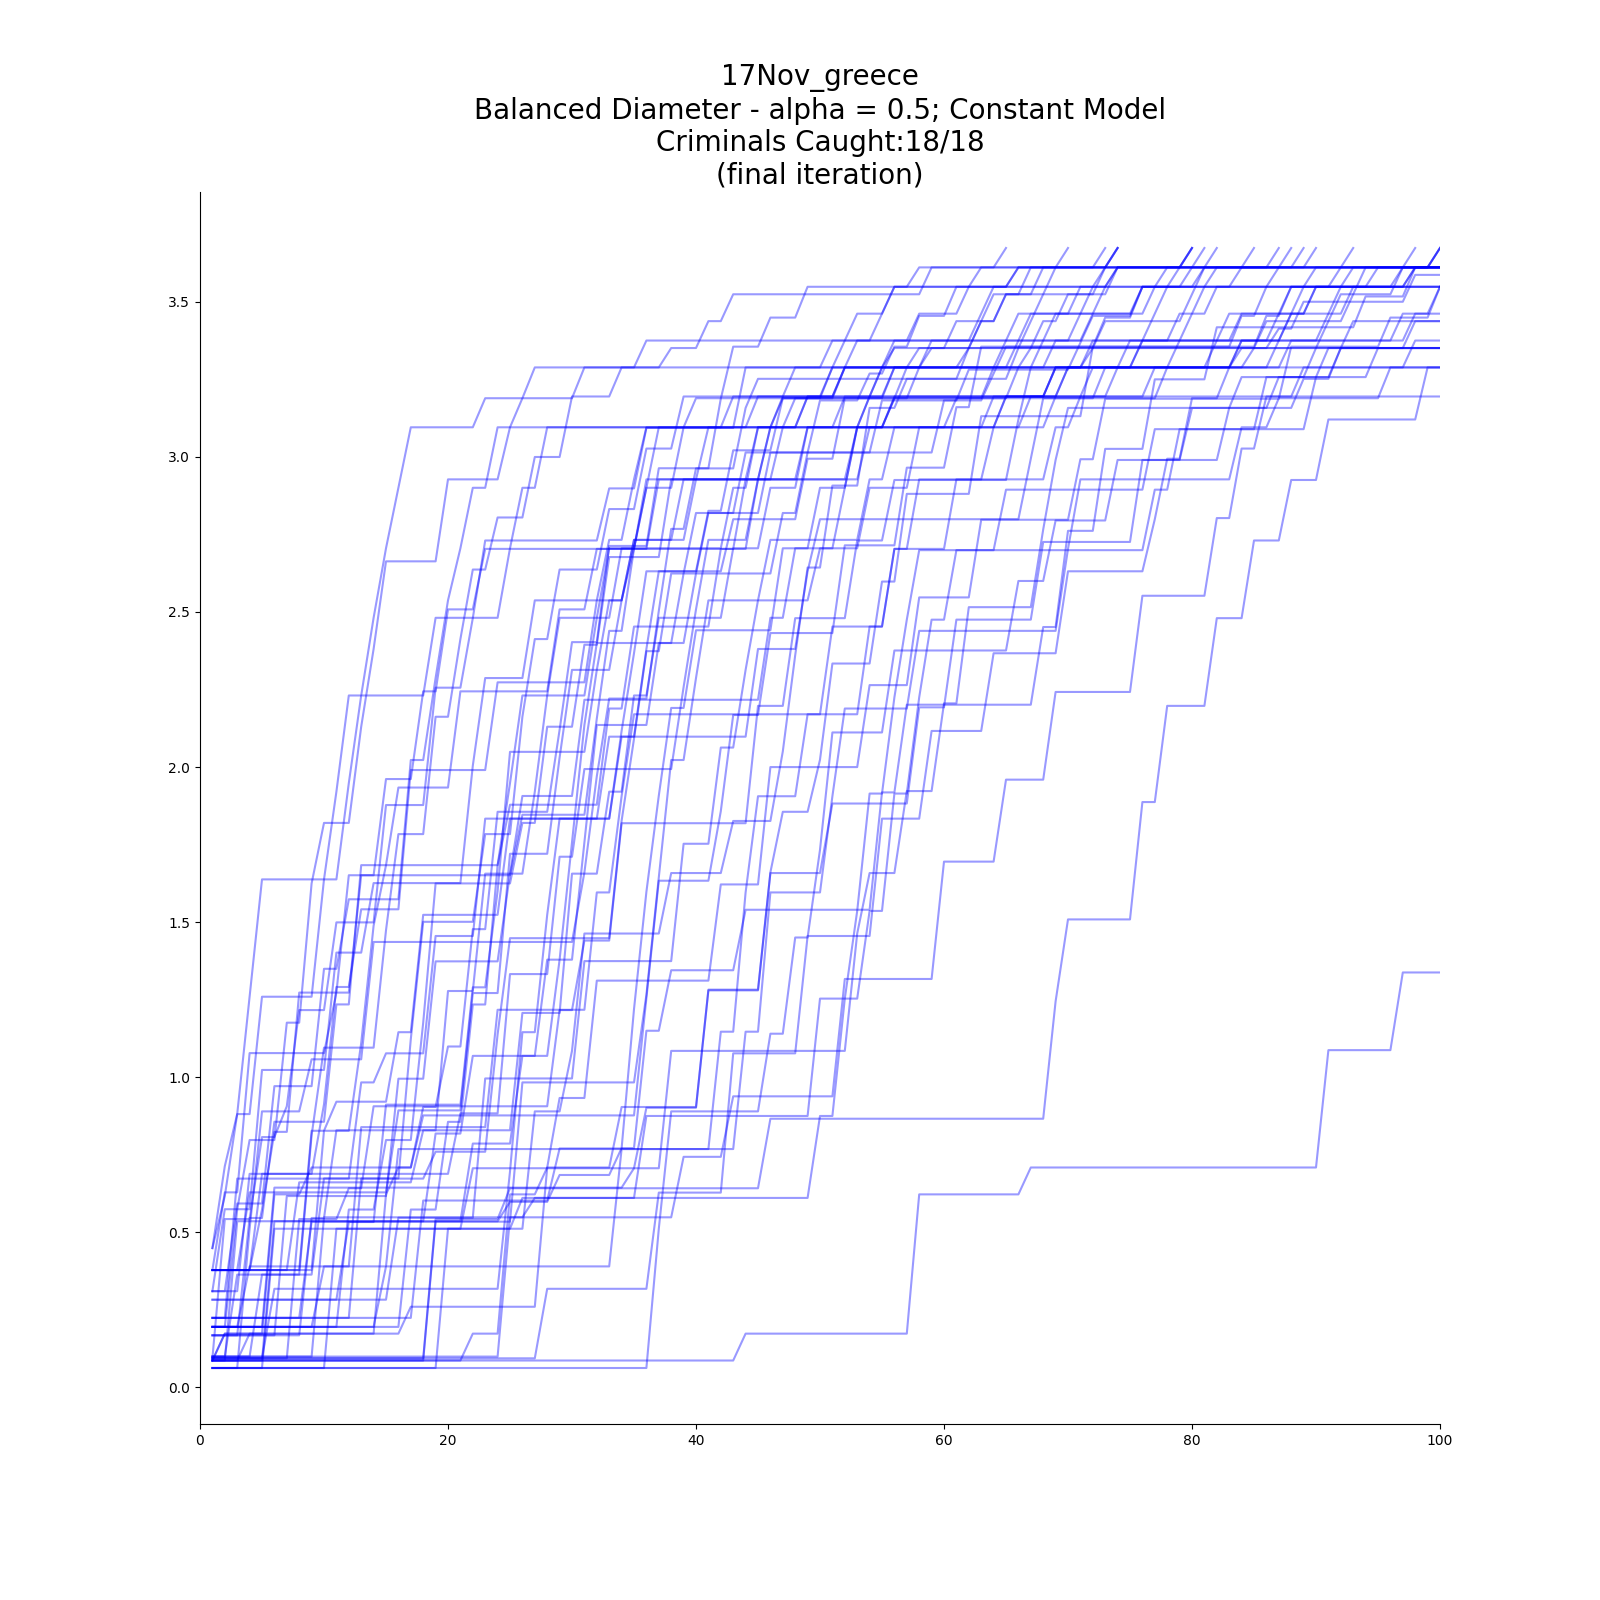 17Nov_greece
Balanced Diameter - alpha = 0.5; Constant Model
Criminals Caught:18/18
(final iteration)
3.5
3.0
2.5
2.0
1.5
1.0
0.5
0.0
0 20 40 60 80 100